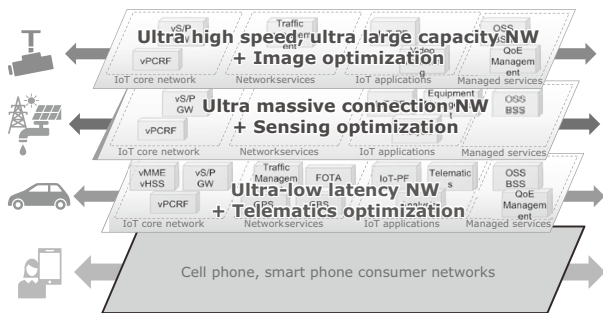 vS/P
GW
Traffic
Managem
ent
OSS
Ultra high speed, ultra large capacity NW
+ Image optimization
vPCRF
QoE
Managem
ent
IoT core network
Networkservices
IoT applications
Managed services
vS/P
GW
Equipment
OSS
BSS
Ultra massive connection NW
+ Sensing optimization
vPCRF
IoT core network
Networkservices
IoT applications
Managed services
vMME
vHSS
vS/P
GW
Traffic
Managem
FOTA
IoT-PF
Telematic
s
OSS
BSS
Ultra-low latency NW
+ Telematics optimization
vPCRF
QoE
Managem
ent
IoT core network
Networkservices
IoT applications
Managed services
Cell phone, smart phone consumer networks